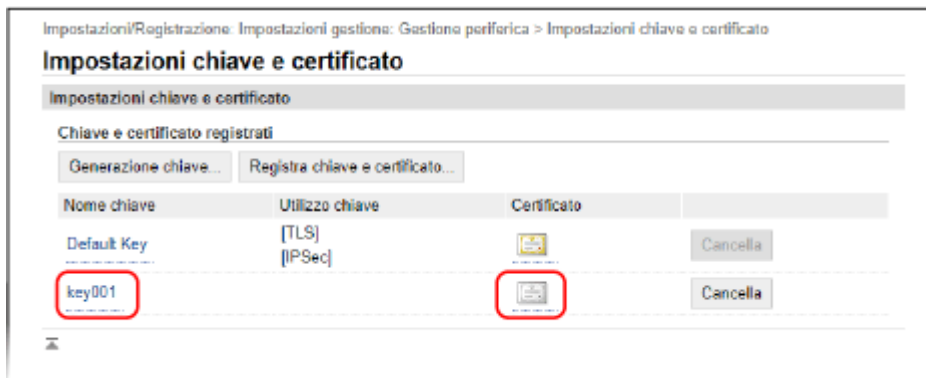 Impostazioni/Registrazione: Impostazioni gestione: Gestione periferica > Impostazioni chiave e certificato
Impostazioni chiave e certificato
Impostazioni chiave e certificato
Chiave e certificato registrati
Generazione chiave... Registra chiave e certificato...
Nome chiave Utilizzo chiave Certificato
Default Key [TLS] Cancella
[IPSec]
key001 Cancella